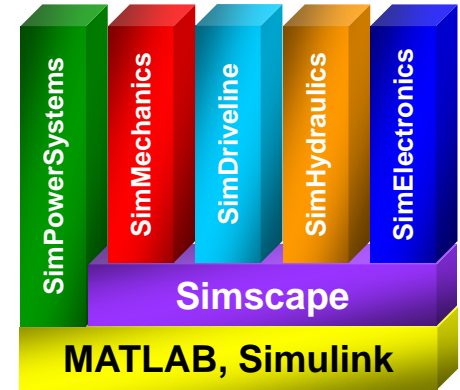 SimPowerSystems
SimMechanics
SimDriveline
SimHydraulics
SimElectronics
Simscape
MATLAB, Simulink